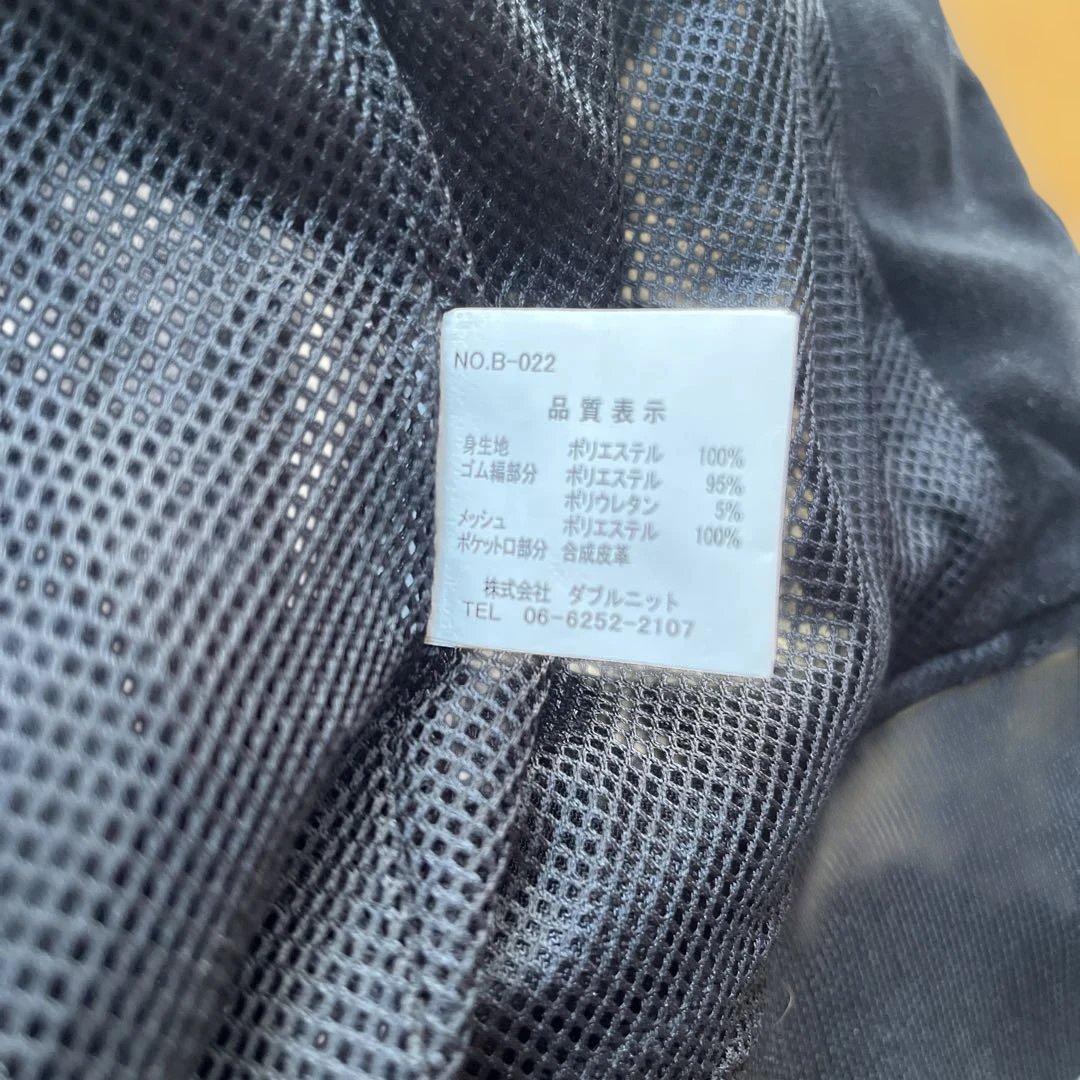 NO.B-022
品質表示
身生地 ポリエステル 100%
ゴム編部分 ポリエステル 95%
ポリウレタン 5%
メッシュ ポリエステル 100%
ポケット口部分 合成皮革
株式会社 ダブルニット
TEL 06-6252-2107